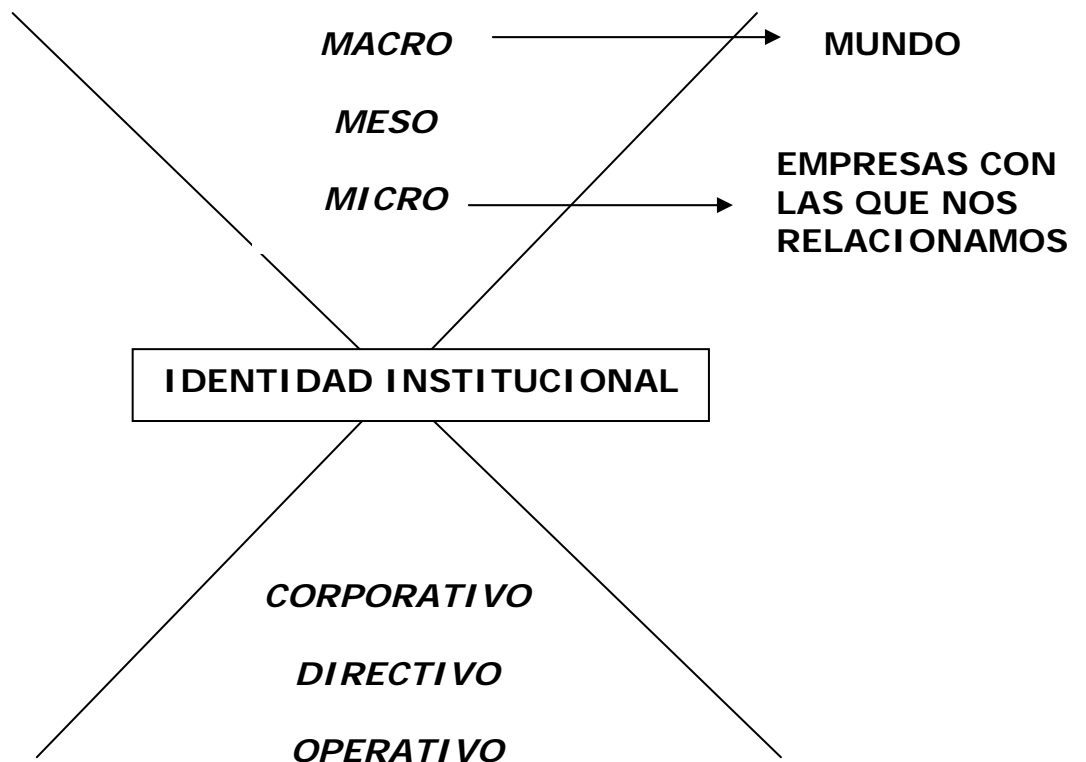 MACRO
MUNDO
MESO
MICRO
EMPRESAS CON
LAS QUE NOS
RELACIONAMOS
IDENTIDAD INSTITUCIONAL
CORPORATIVO
DIRECTIVO
OPERATIVO